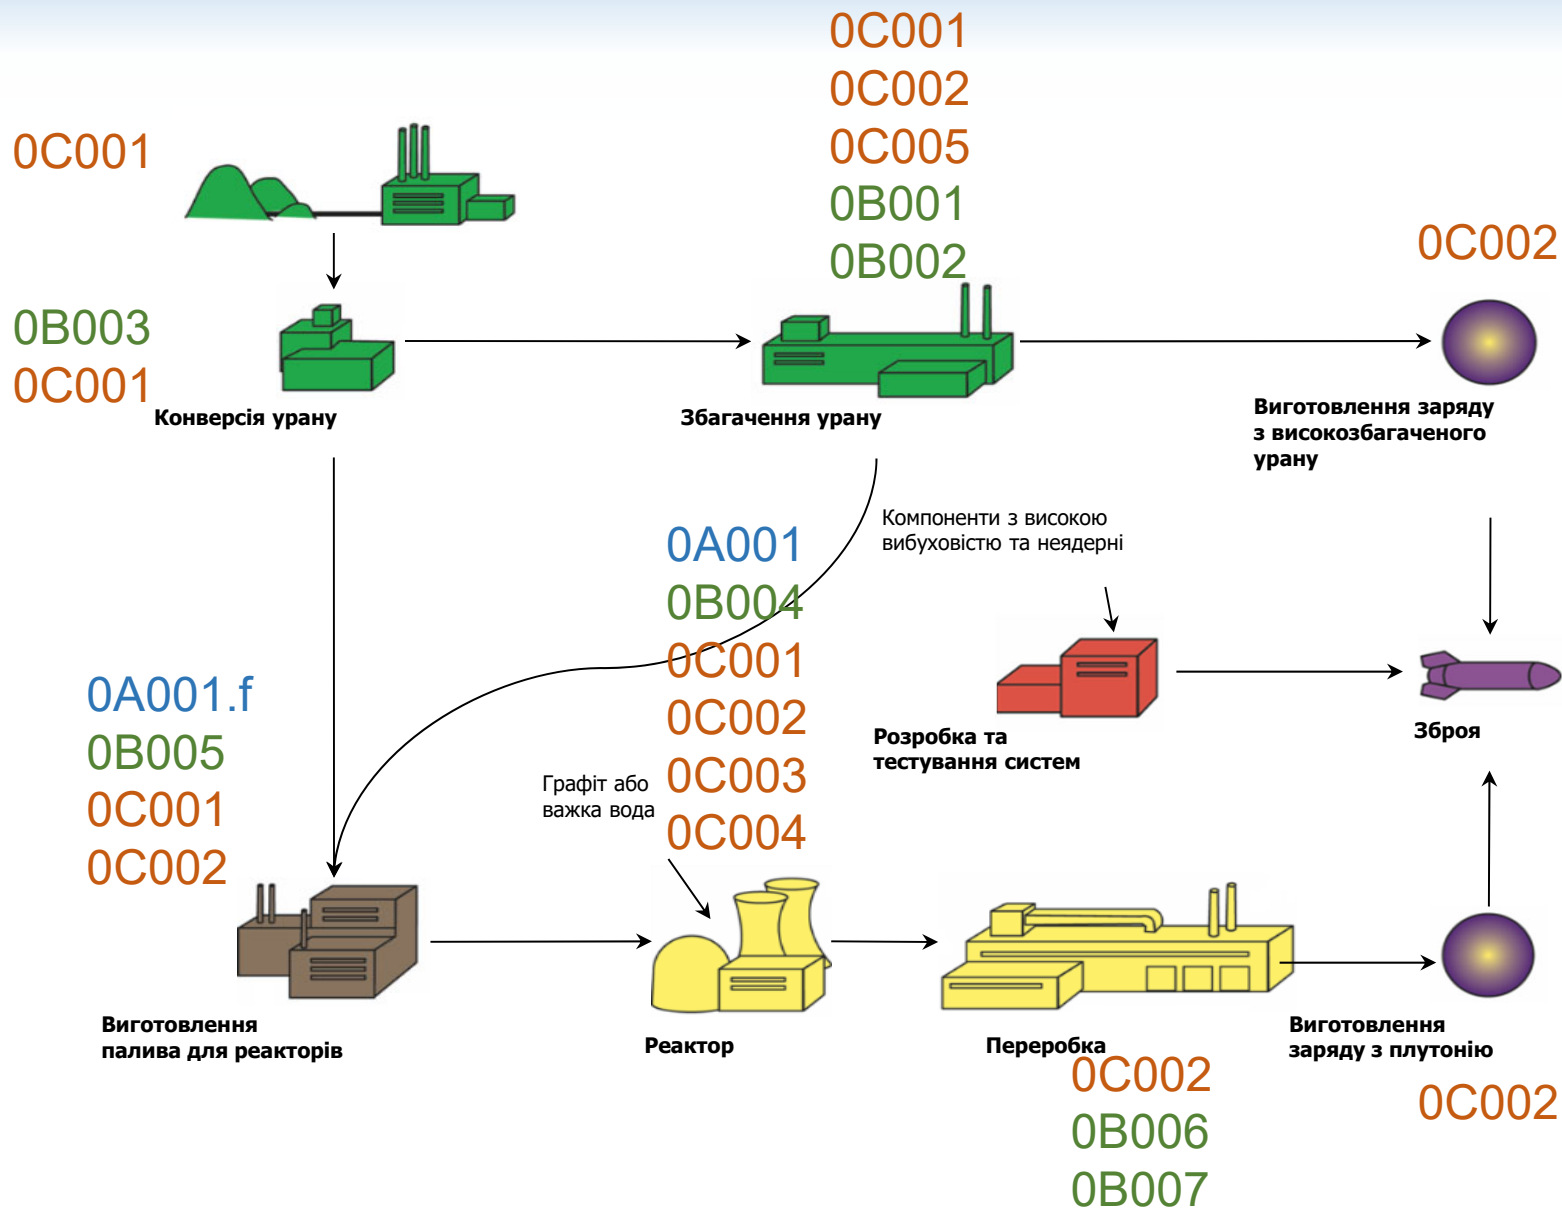 0C001
0C002
0C005
0B001
0B002
0C001
0C002
0B003
0C001
Конверсія урану
Збагачення урану
Виготовлення заряду
з високозбагаченого
урану
Компоненти з високою
вибуховістю та неядерні
0A001
0B004
0C001
0C002
0C003
0C004
0A001.f
0B005
0C001
0C002
Графіт або
важка вода
Розробка та
тестування систем
Зброя
Виготовлення
палива для реакторів
Реактор
Переробка
Виготовлення
заряду з плутонію
0C002
0B006
0B007
0C002